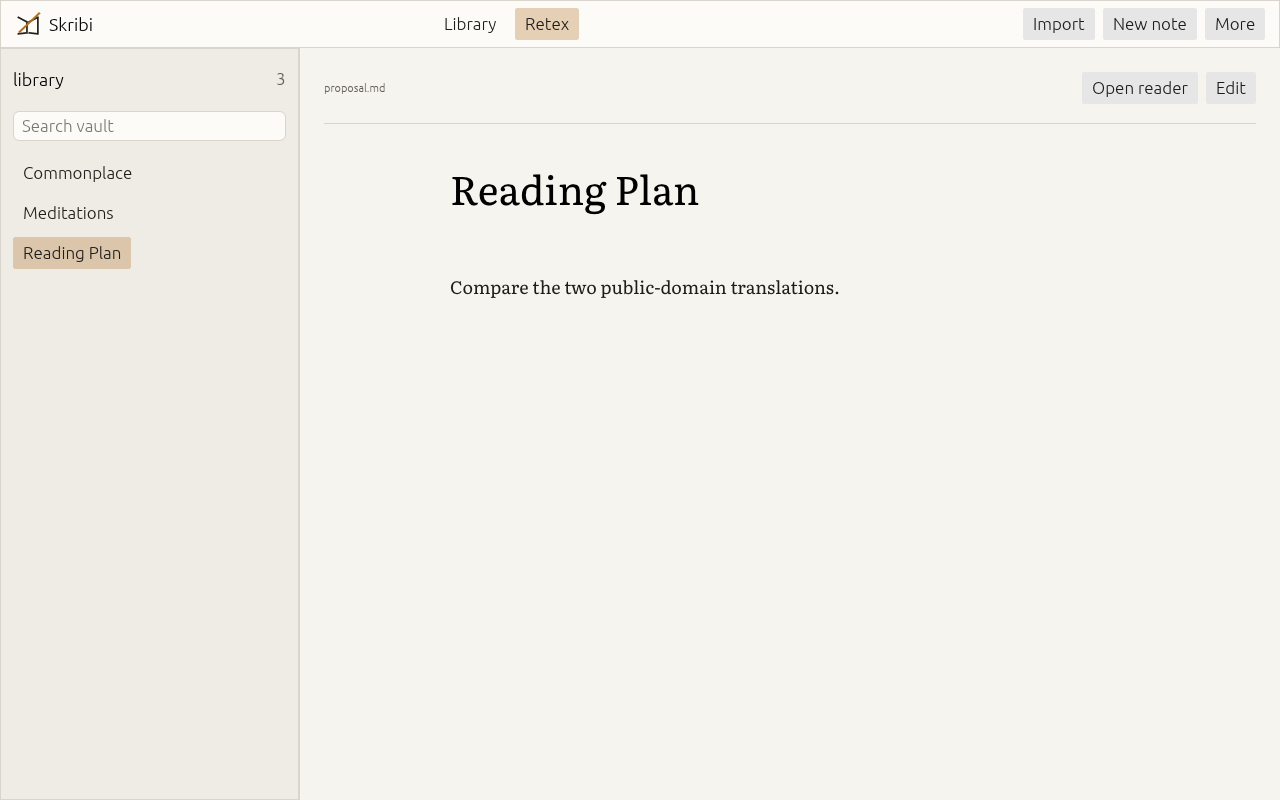 Skribi
Library
Retex
Import
New note
More
library
3
Search vault
Commonplace
Meditations
Reading Plan
proposal.md
Open reader
Edit
Reading Plan
Compare the two public-domain translations.